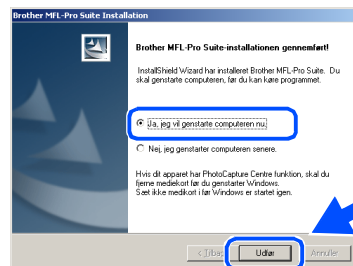 Brother MFL-Pro Suite Installation
Brother MFL-Pro Suite-installationen gennemført!
InstallShield Wizard har installeret Brother MFL-Pro Suite. Du
skal genstarte computeren, før du kan køre programmet.
Ja, jeg vil genstarte computeren nu.
Nej, jeg genstarter computeren senere.
Hvis dit apparat har PhotoCapture Centre funktion, skal du
fjerne mediekort før du genstarter Windows.
Sæt ikke medikort i før Windows er startet igen.
< Tilbage Udfør Annuller